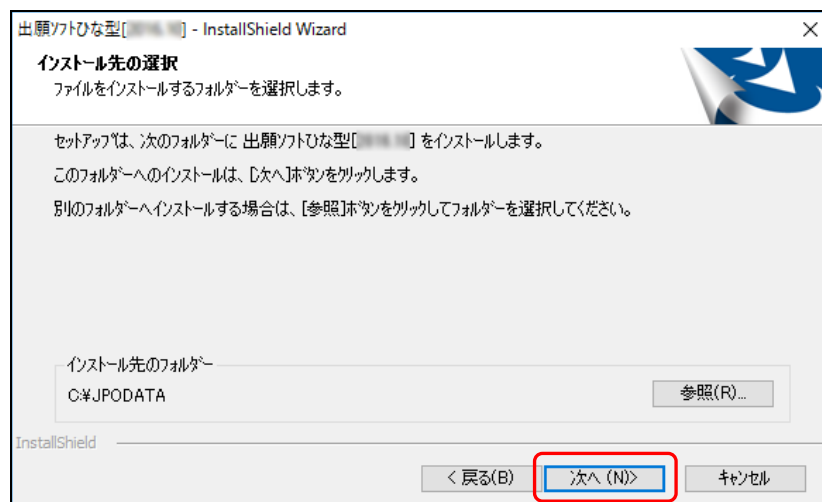 出願ソフトひな型[ ] - InstallShield Wizard
インストール先の選択
ファイルをインストールするフォルダーを選択します。
セットアップは、次のフォルダーに 出願ソフトひな型[ ] をインストールします。
このフォルダーへのインストールは、[次へ]ボタンをクリックします。
別のフォルダーへインストールする場合は、[参照]ボタンをクリックしてフォルダーを選択してください。
インストール先のフォルダー
C:¥JPODATA
参照(R)...
InstallShield
< 戻る(B)
次へ (N)>
キャンセル